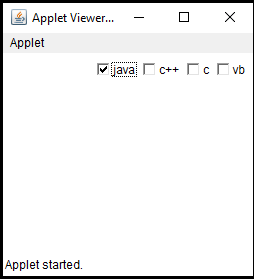 Applet Viewer...
Applet
java c++ c vb
Applet started.